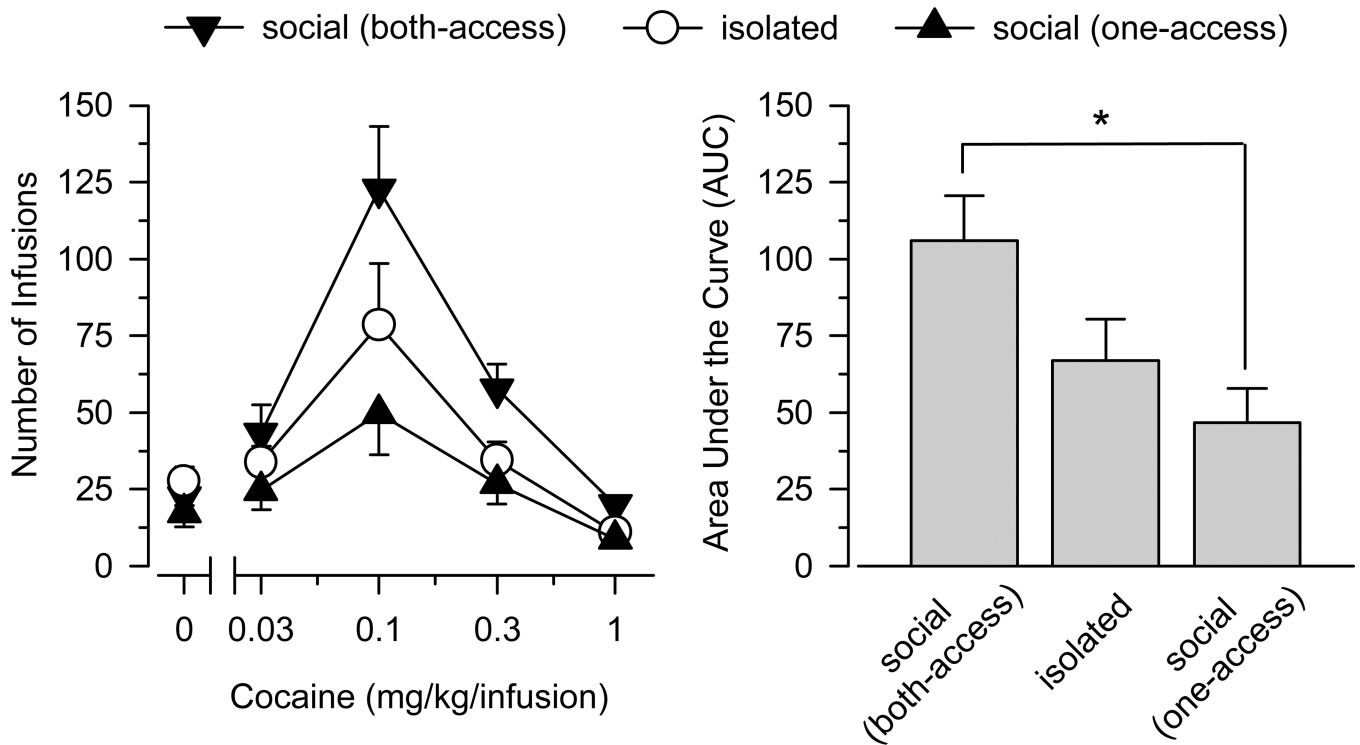 social (both-access) isolated social (one-access)
Number of Infusions
150
125
100
75
50
25
0
0 0.03 0.1 0.3 1
Cocaine (mg/kg/infusion)
Area Under the Curve (AUC)
150
125
100
75
50
25
0
*
social
(both-access)
isolated
social
(one-access)